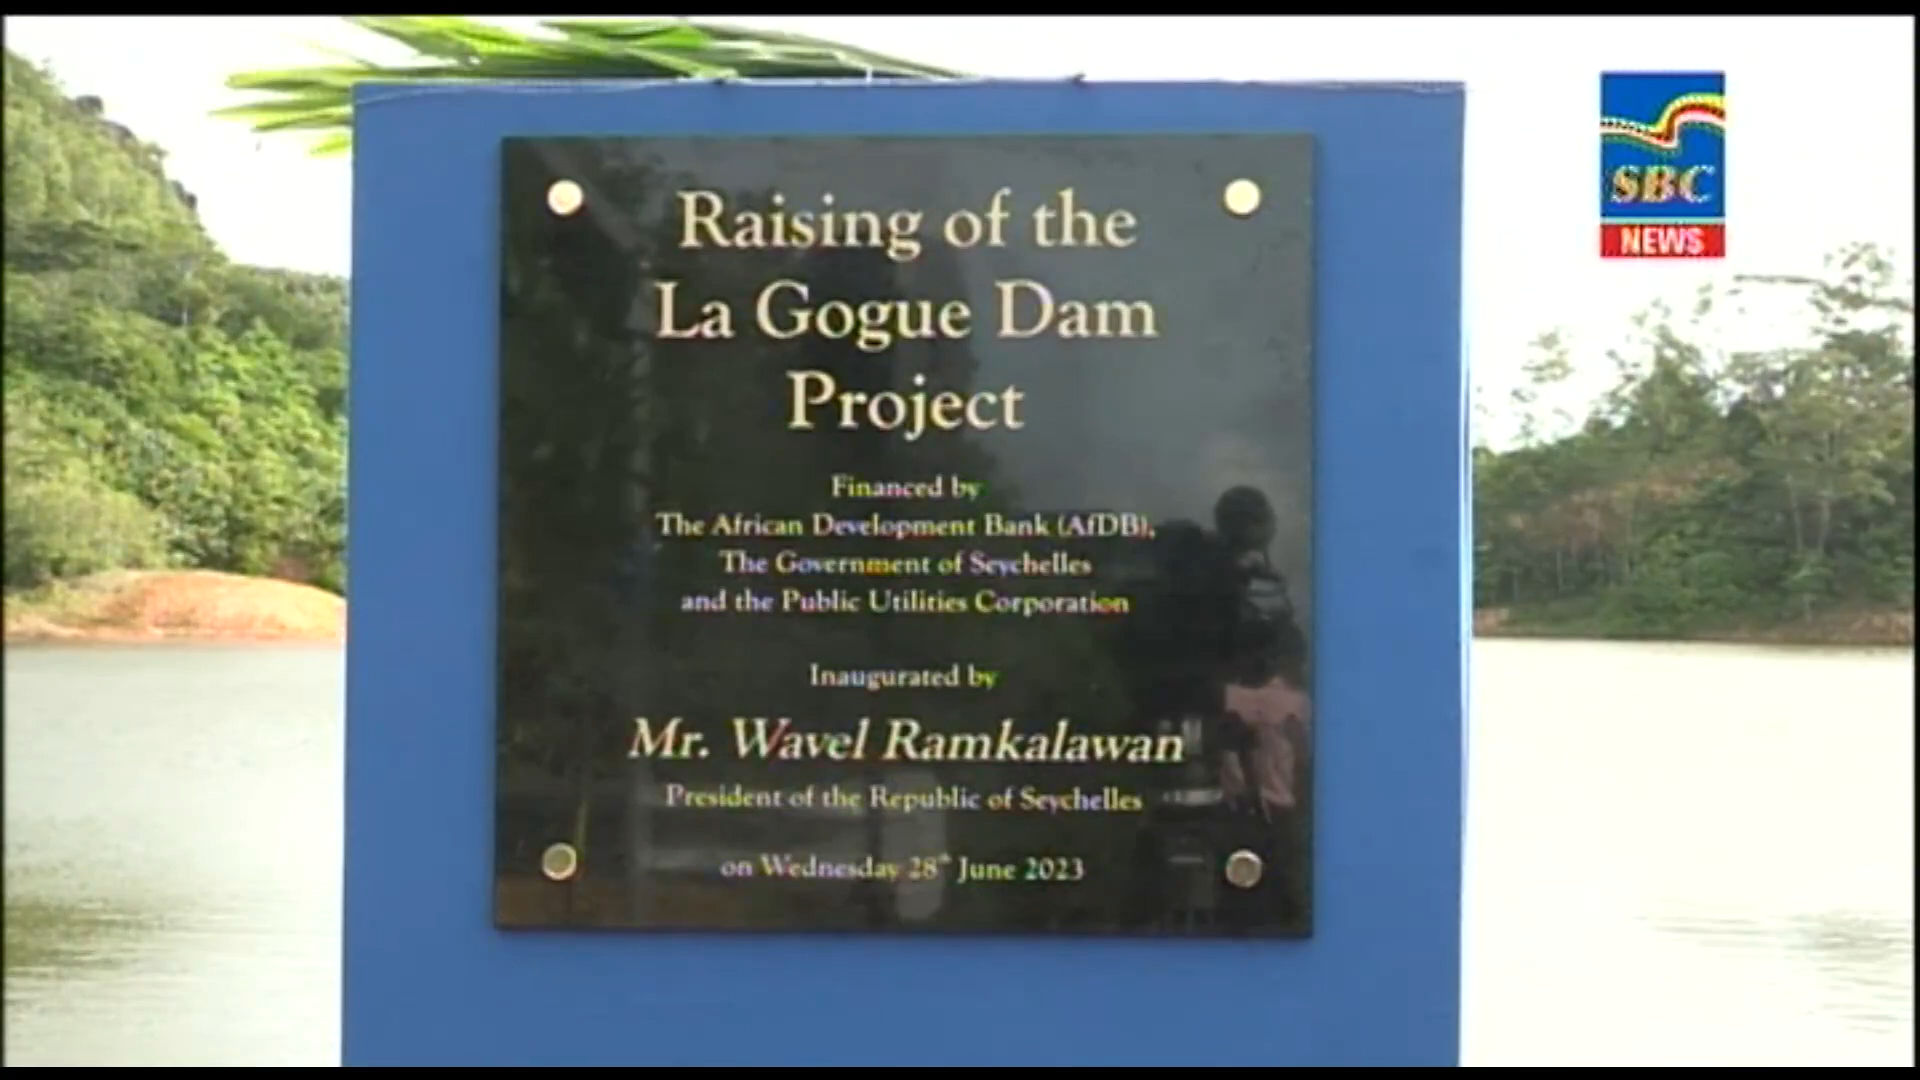 Raising of the
La Gogue Dam
Project
Financed by
The African Development Bank (AfDB),
The Government of Seychelles
and the Public Utilities Corporation
Inaugurated by
Mr. Wavel Ramkalawan
President of the Republic of Seychelles
on Wednesday 28th June 2023
SBC
NEWS